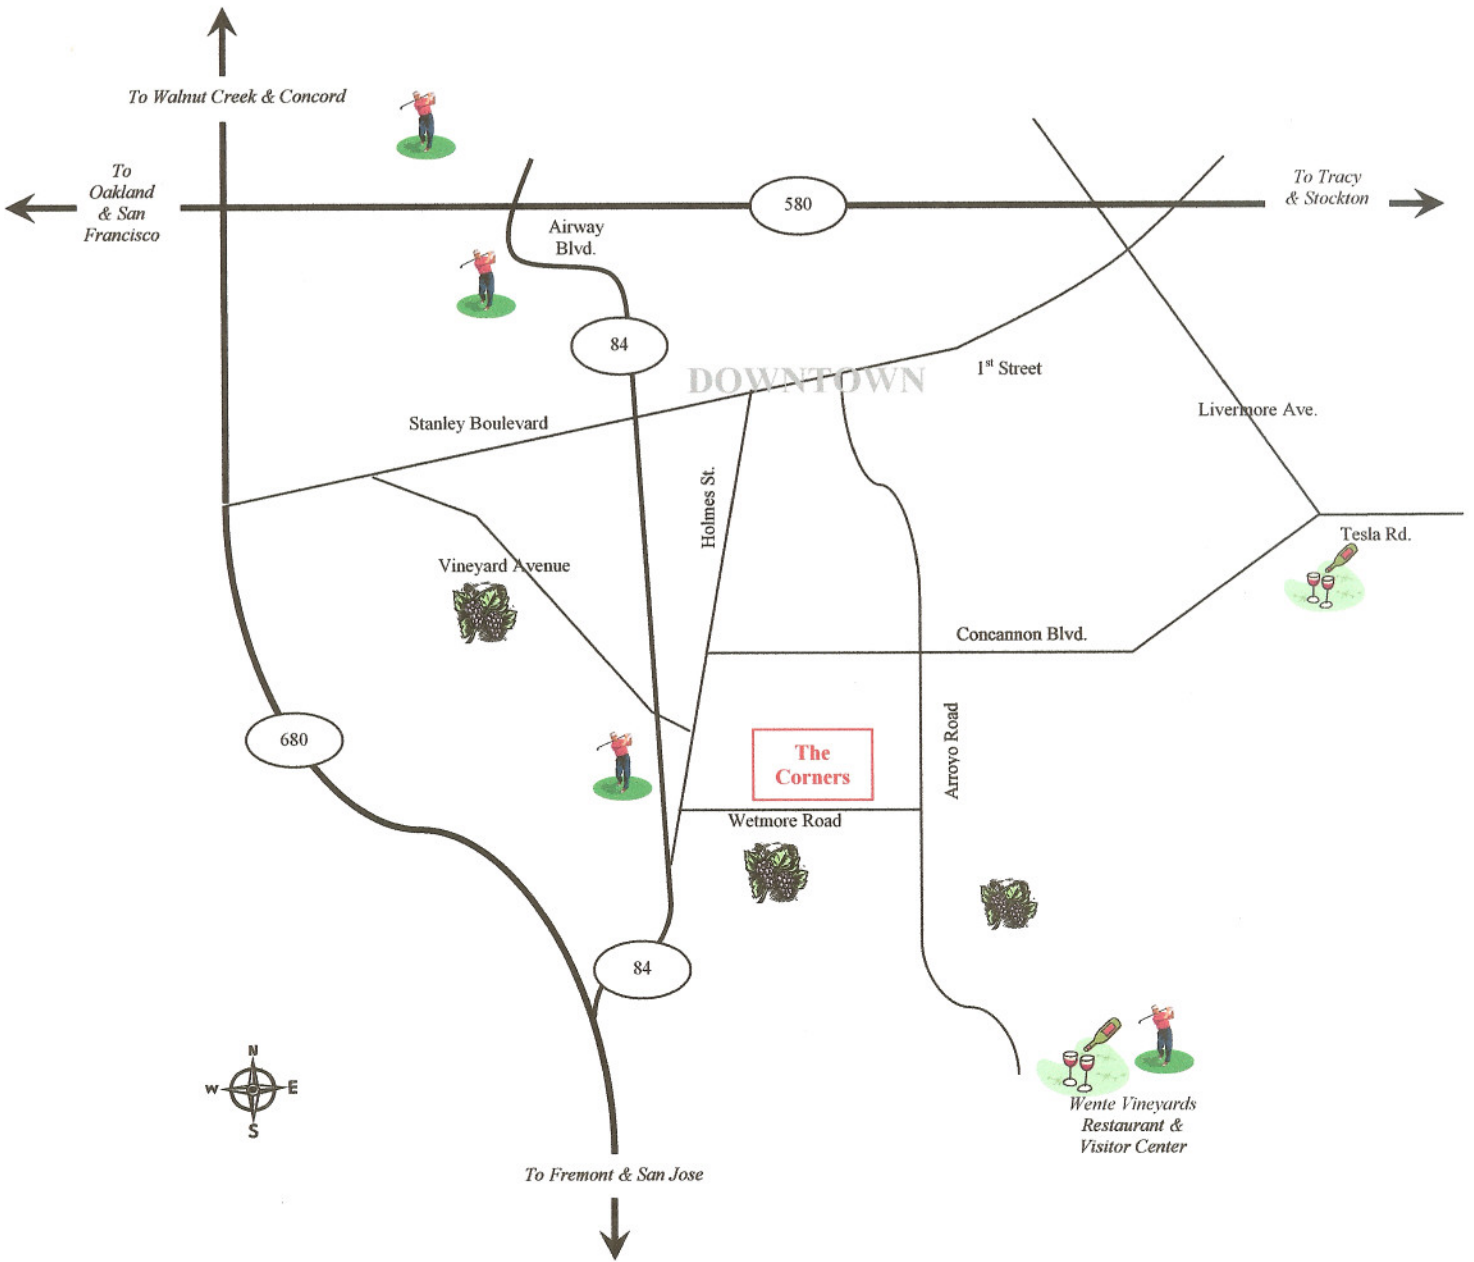 To Walnut Creek & Concord
To
Oakland
& San
Francisco
580
To Tracy
& Stockton
Airway
Blvd.
84
DOWNTOWN
1st Street
Livermore Ave.
Stanley Boulevard
Holmes St.
Tesla Rd.
Vineyard Avenue
Concannon Blvd.
680
The
Corners
Arroyo Road
Wetmore Road
84
N
W E
S
Wente Vineyards
Restaurant &
Visitor Center
To Fremont & San Jose